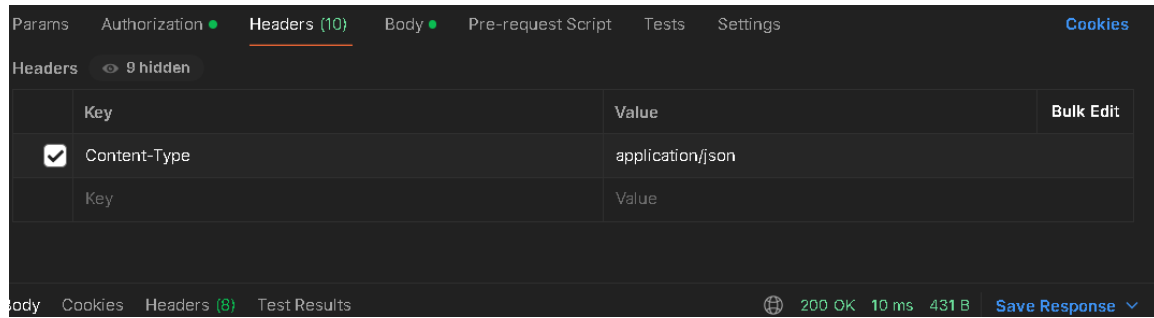 Params Authorization Headers (10) Body Pre-request Script Tests Settings Cookies
Headers 9 hidden
Key Value Bulk Edit
Content-Type application/json
Key Value
Body Cookies Headers (8) Test Results 200 OK 10 ms 431 B Save Response